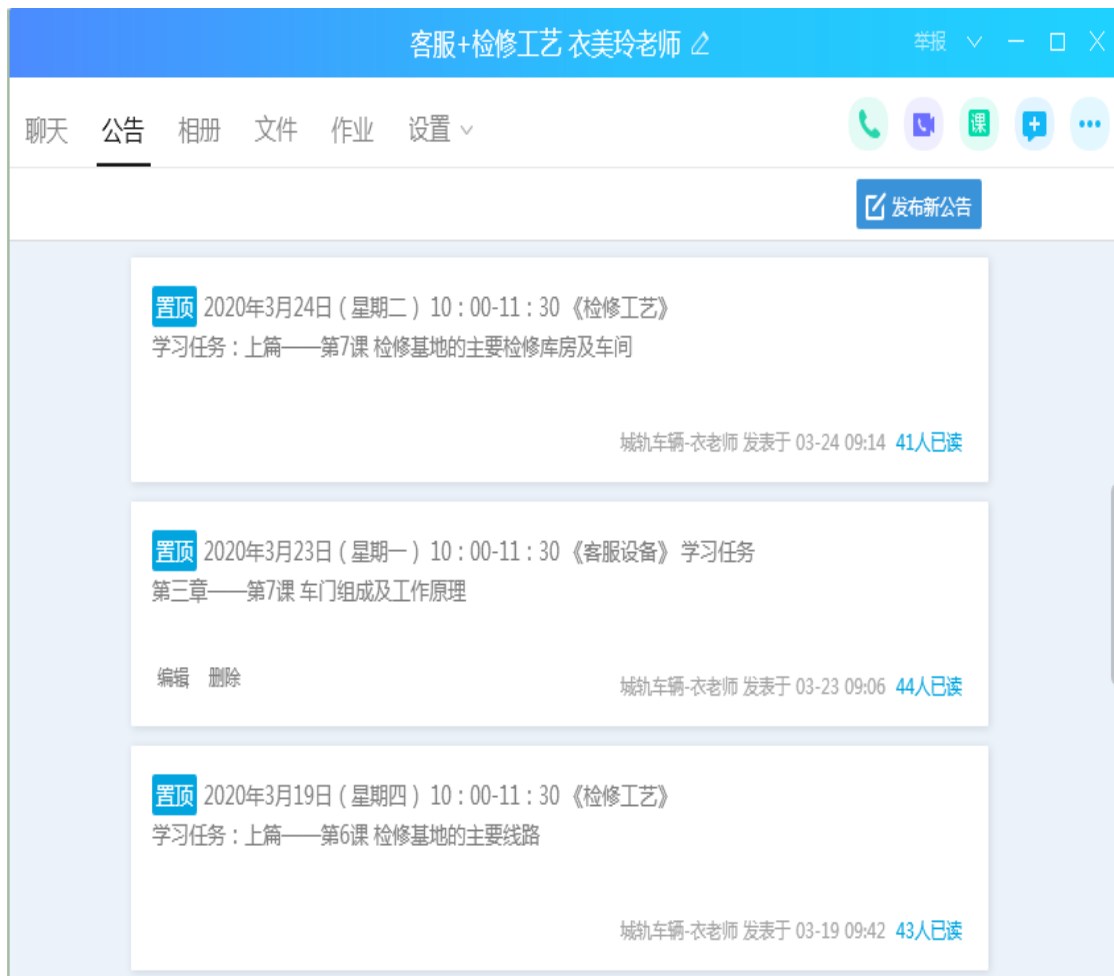 客服+检修工艺 衣美玲老师
举报
聊天 公告 相册 文件 作业 设置
课
发布新公告
置顶 2020年3月24日（星期二）10：00-11：30《检修工艺》
学习任务：上篇——第7课 检修基地的主要检修库房及车间
城轨车辆-衣老师 发表于 03-24 09:14 41人已读
置顶 2020年3月23日（星期一）10：00-11：30《客服设备》 学习任务
第三章——第7课 车门组成及工作原理
编辑 删除
城轨车辆-衣老师 发表于 03-23 09:06 44人已读
置顶 2020年3月19日（星期四）10：00-11：30《检修工艺》
学习任务：上篇——第6课 检修基地的主要线路
城轨车辆-衣老师 发表于 03-19 09:42 43人已读